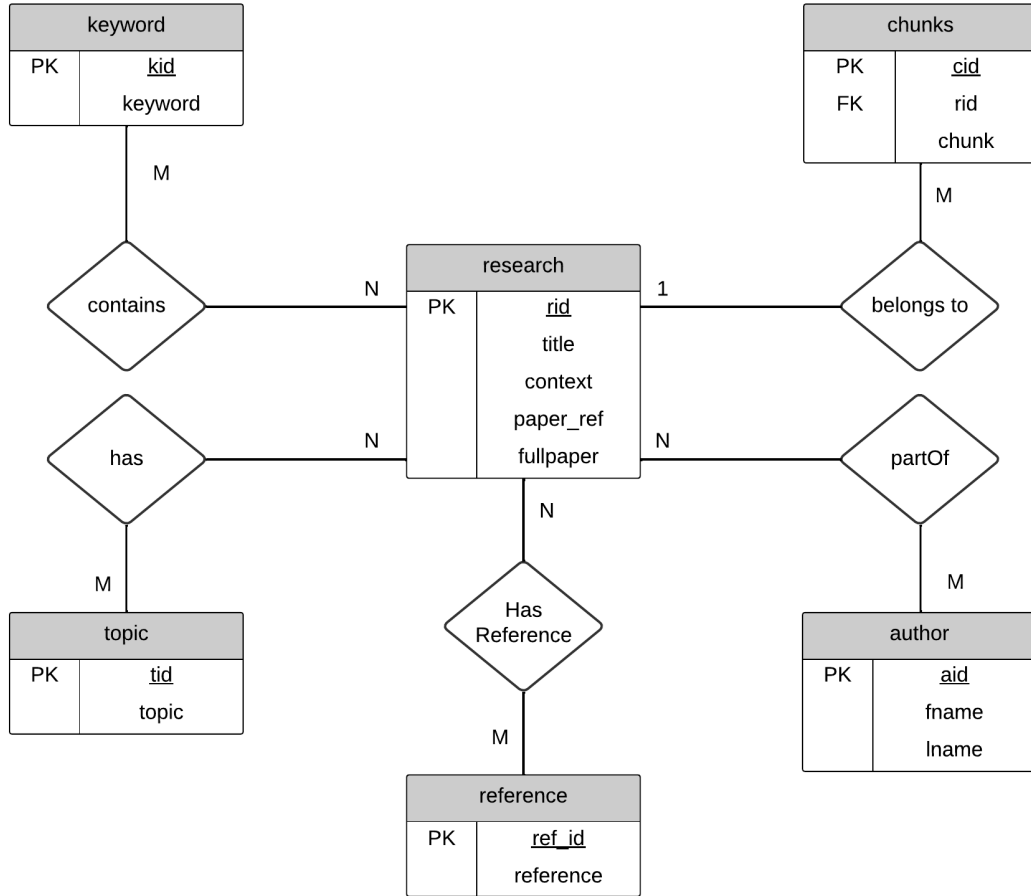 keyword
PK kid
keyword
M
contains
N
chunks
PK cid
FK rid
chunk
M
belongs to
1
research
PK rid
title
context
paper_ref
fullpaper
has
N
M
topic
PK tid
topic
N
partOf
M
author
PK aid
fname
lname
N
Has
Reference
M
reference
PK ref_id
reference